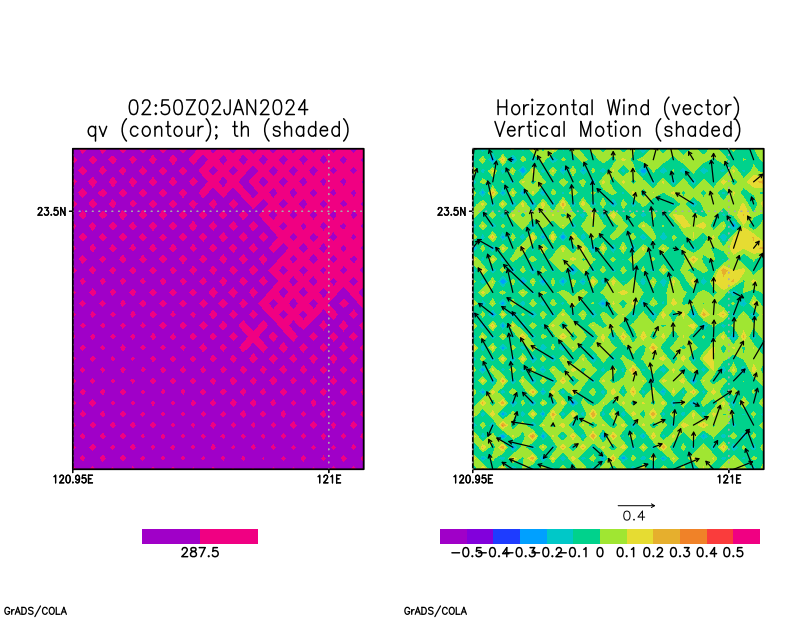 02:50Z02JAN2024
qv (contour); th (shaded)
23.5N
120.95E 121E
287.5
Horizontal Wind (vector)
Vertical Motion (shaded)
23.5N
120.95E 121E
0.4
-0.5 -0.4 -0.3 -0.2 -0.1 0 0.1 0.2 0.3 0.4 0.5
GrADS/COLA
GrADS/COLA